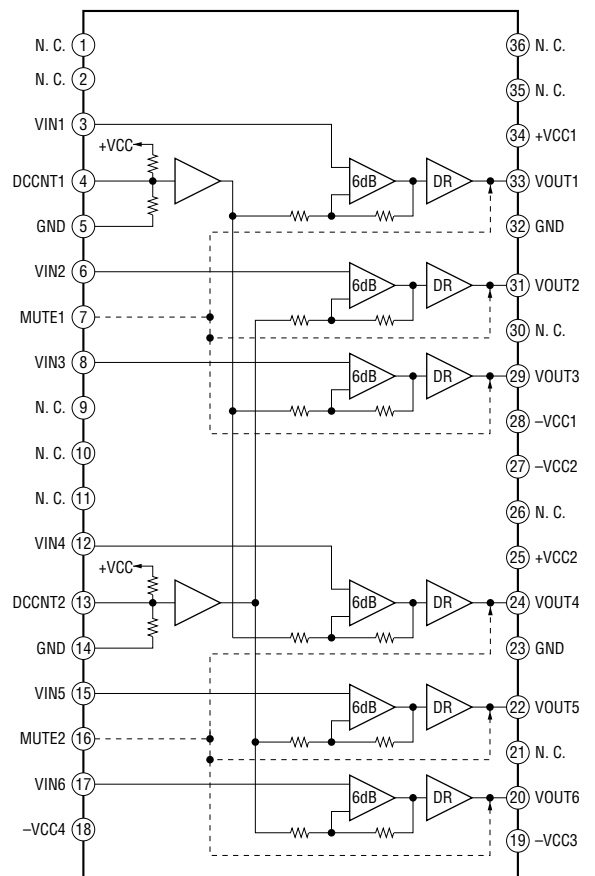 N. C. 1
36 N. C.
N. C. 2
35 N. C.
VIN1 3
34 +VCC1
+VCC
DCCNT1 4
6dB
DR
33 VOUT1
GND 5
32 GND
VIN2 6
6dB
DR
31 VOUT2
MUTE1 7
30 N. C.
VIN3 8
6dB
DR
29 VOUT3
N. C. 9
28 –VCC1
N. C. 10
27 –VCC2
N. C. 11
26 N. C.
VIN4 12
25 +VCC2
+VCC
DCCNT2 13
6dB
DR
24 VOUT4
GND 14
23 GND
VIN5 15
6dB
DR
22 VOUT5
MUTE2 16
21 N. C.
VIN6 17
6dB
DR
20 VOUT6
–VCC4 18
19 –VCC3